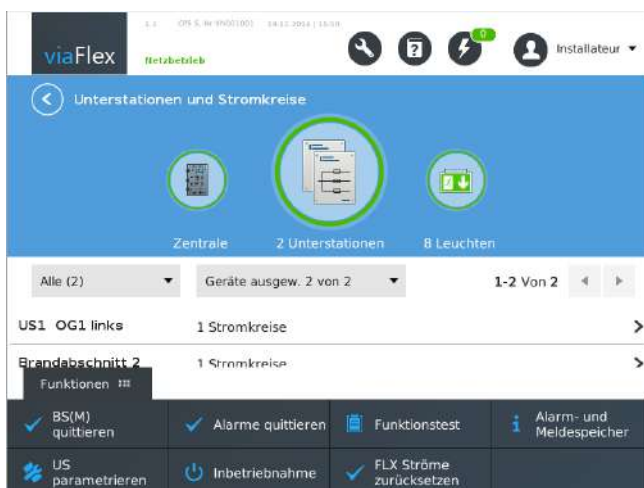 viaFlex
Netzbetrieb
?
0
Installateur
Unterstationen und Stromkreise
Zentrale
2 Unterstationen
8 Leuchten
Alle (2)
Geräte ausgew. 2 von 2
1-2 Von 2
US1 OG1 links
1 Stromkreise
Brandabschnitt 2
1 Stromkreise
Funktionen
BS(M) quittieren
Alarme quittieren
Funktionstest
Alarm- und Meldespeicher
US parametrieren
Inbetriebnahme
FLX Ströme zurücksetzen